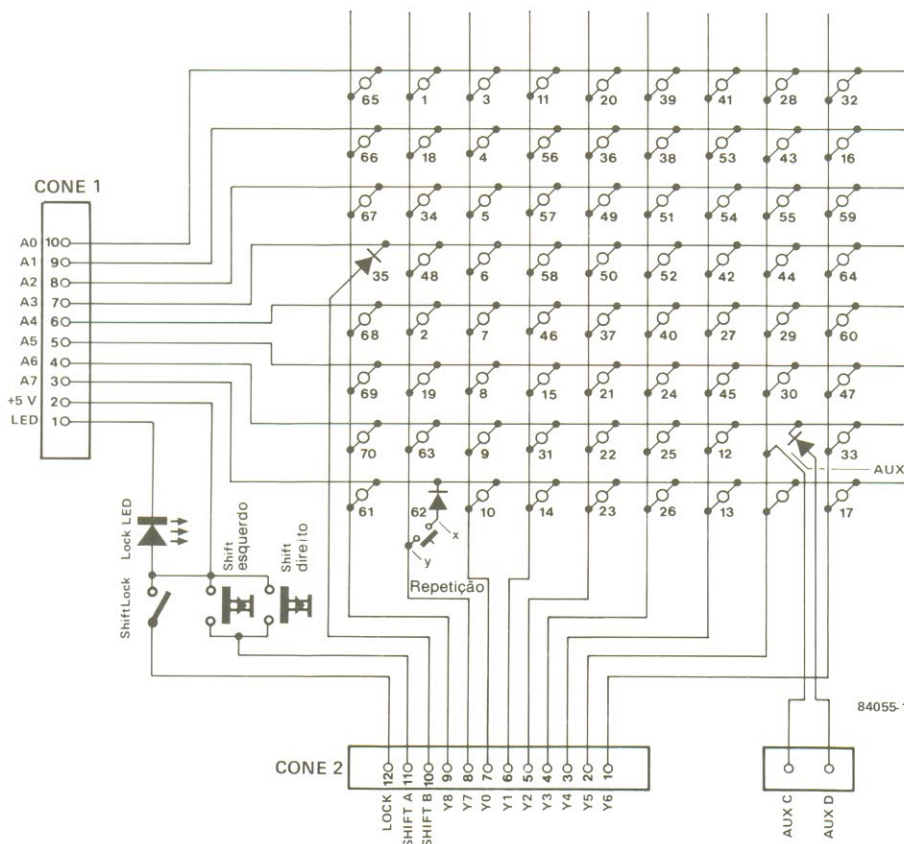 65 1 3 11 20 39 41 28 32
66 18 4 56 36 38 53 43 16
CONE 1
67 34 5 57 49 51 54 55 59
A0 10
A1 9
A2 8
A3 7
A4 6
A5 5
A6 4
A7 3
+5 V 2
LED 1
35 48 6 58 50 52 42 44 64
68 2 7 46 37 40 27 29 60
69 19 8 15 21 24 45 30 47
70 63 9 31 22 25 12 33
AUX
61 62 10 14 23 26 13 17
x
y
Repetição
Lock LED
Shift
esquerdo
Shift
direito
ShiftLock
84055-1
CONE 2
12 11 10 9 8 7 6 5 4 3 2 1
LOCK
SHIFT A
SHIFT B
Y8
Y7
Y0
Y1
Y2
Y3
Y4
Y5
Y6
AUX C
AUX D